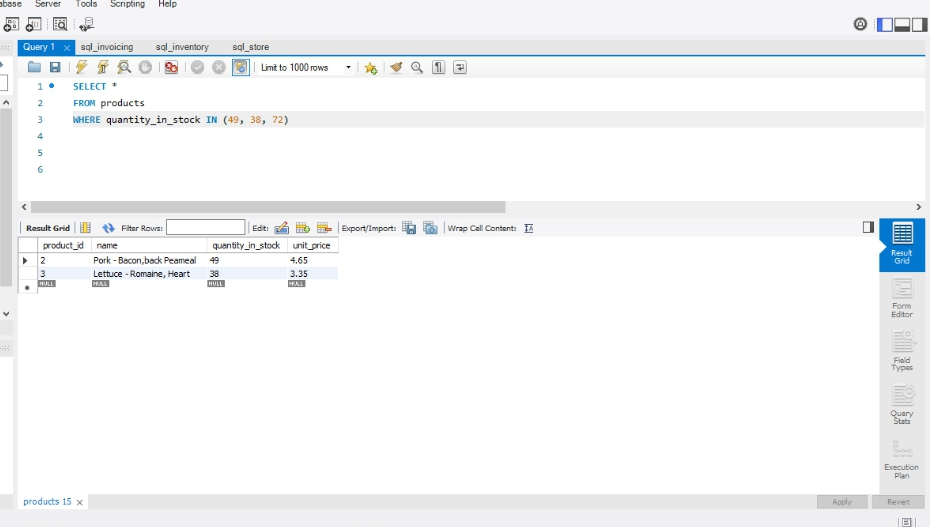 abase Server Tools Scripting Help
Query 1 sql_invoicing sql_inventory sql_store
Limit to 1000 rows
1 SELECT *
2 FROM products
3 WHERE quantity_in_stock IN (49, 38, 72)
4
5
6
Result Grid Filter Rows: Edit: Export/Import: Wrap Cell Content: IA
product_id name quantity_in_stock unit_price
2 Pork - Bacon,back Peameal 49 4.65
3 Lettuce - Romaine, Heart 38 3.35
NULL NULL NULL NULL
Result
Grid
Form
Editor
Field
Types
Query
Stats
Execution
Plan
products 15 Apply Revert